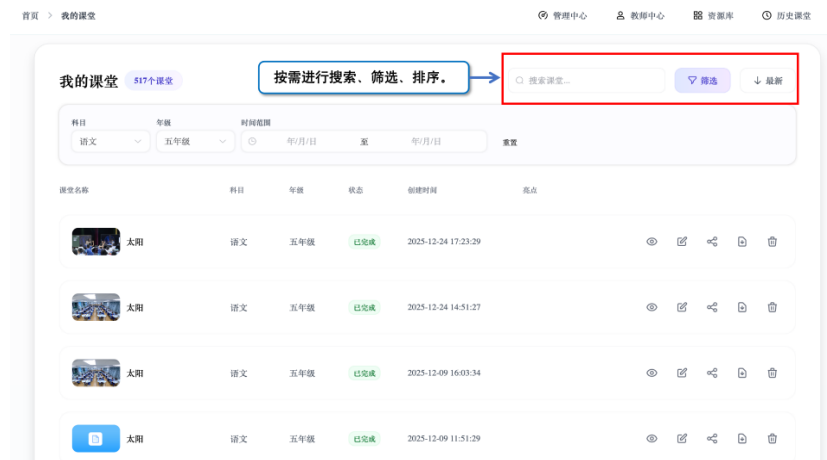 首页 > 我的课堂 管理中心 教师中心 资源库 历史课堂
我的课堂 517个课堂 按需进行搜索、筛选、排序。 搜索课堂... 筛选 ↓ 最新
科目 年级 时间范围
语文 五年级 年/月/日 至 年/月/日 重置
课堂名称 科目 年级 状态 创建时间 亮点
太阳 语文 五年级 已完成 2025-12-24 17:23:29
太阳 语文 五年级 已完成 2025-12-24 14:51:27
太阳 语文 五年级 已完成 2025-12-09 16:03:34
太阳 语文 五年级 已完成 2025-12-09 11:51:29